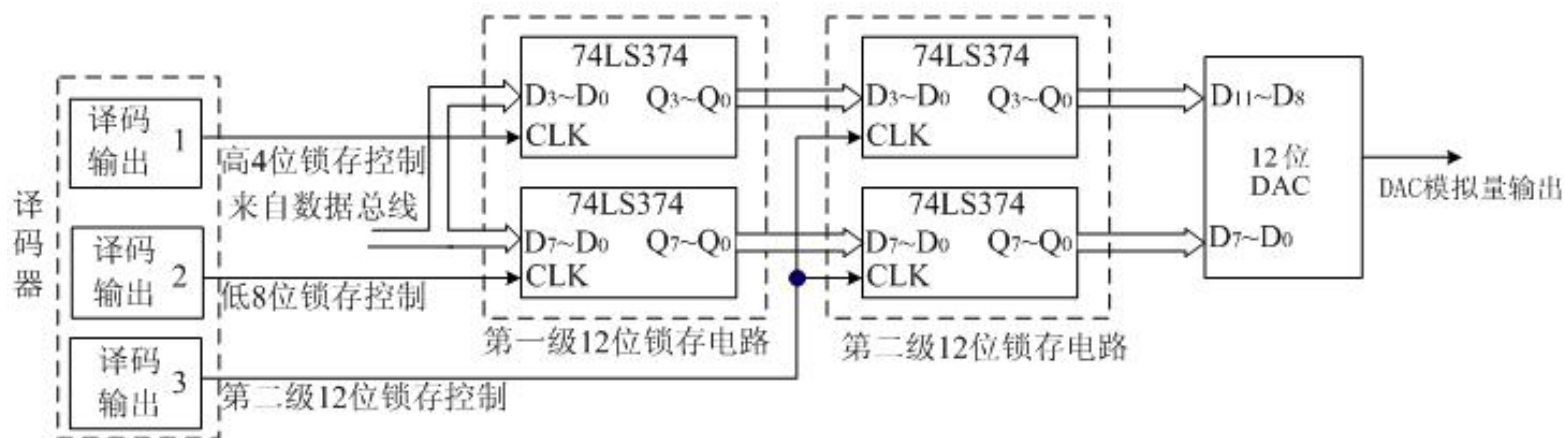 译码器
译码
输出 1
高4位锁存控制
来自数据总线
译码
输出 2
低8位锁存控制
译码
输出 3
第二级12位锁存控制
74LS374
D3~D0 Q3~Q0
CLK
74LS374
D7~D0 Q7~Q0
CLK
第一级12位锁存电路
74LS374
D3~D0 Q3~Q0
CLK
74LS374
D7~D0 Q7~Q0
CLK
第二级12位锁存电路
D11~D8
12位
DAC
D7~D0
DAC模拟量输出